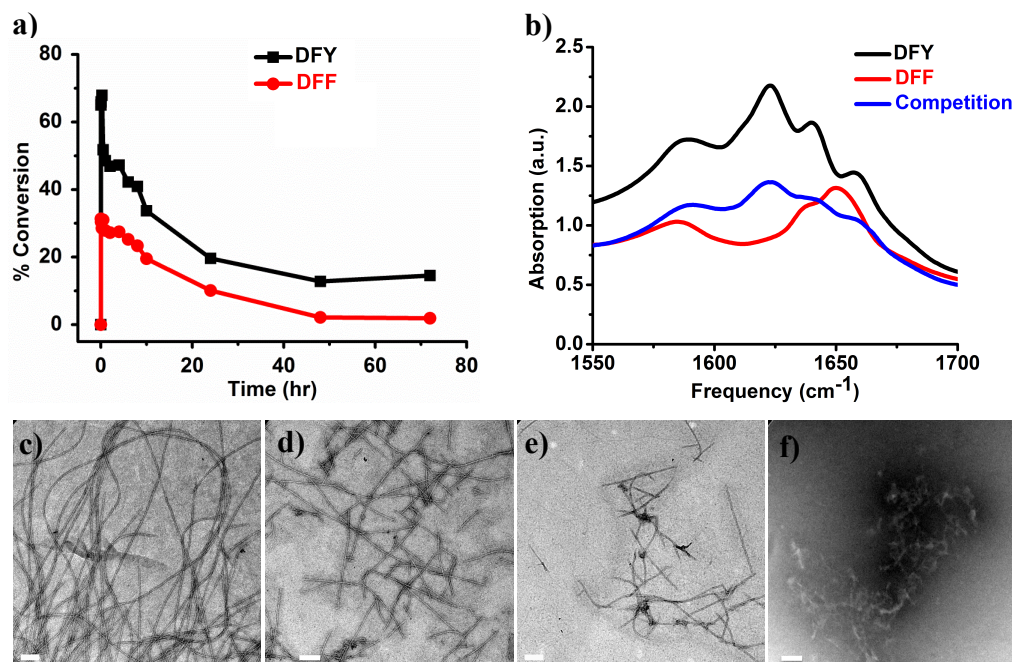 a)
80
60
40
20
0
% Conversion
DFY
DFF
0 20 40 60 80
Time (hr)
b)
2.5
2.0
1.5
1.0
0.5
0.0
Absorption (a.u.)
DFY
DFF
Competition
1550 1600 1650 1700
Frequency (cm-1)
c)
d)
e)
f)